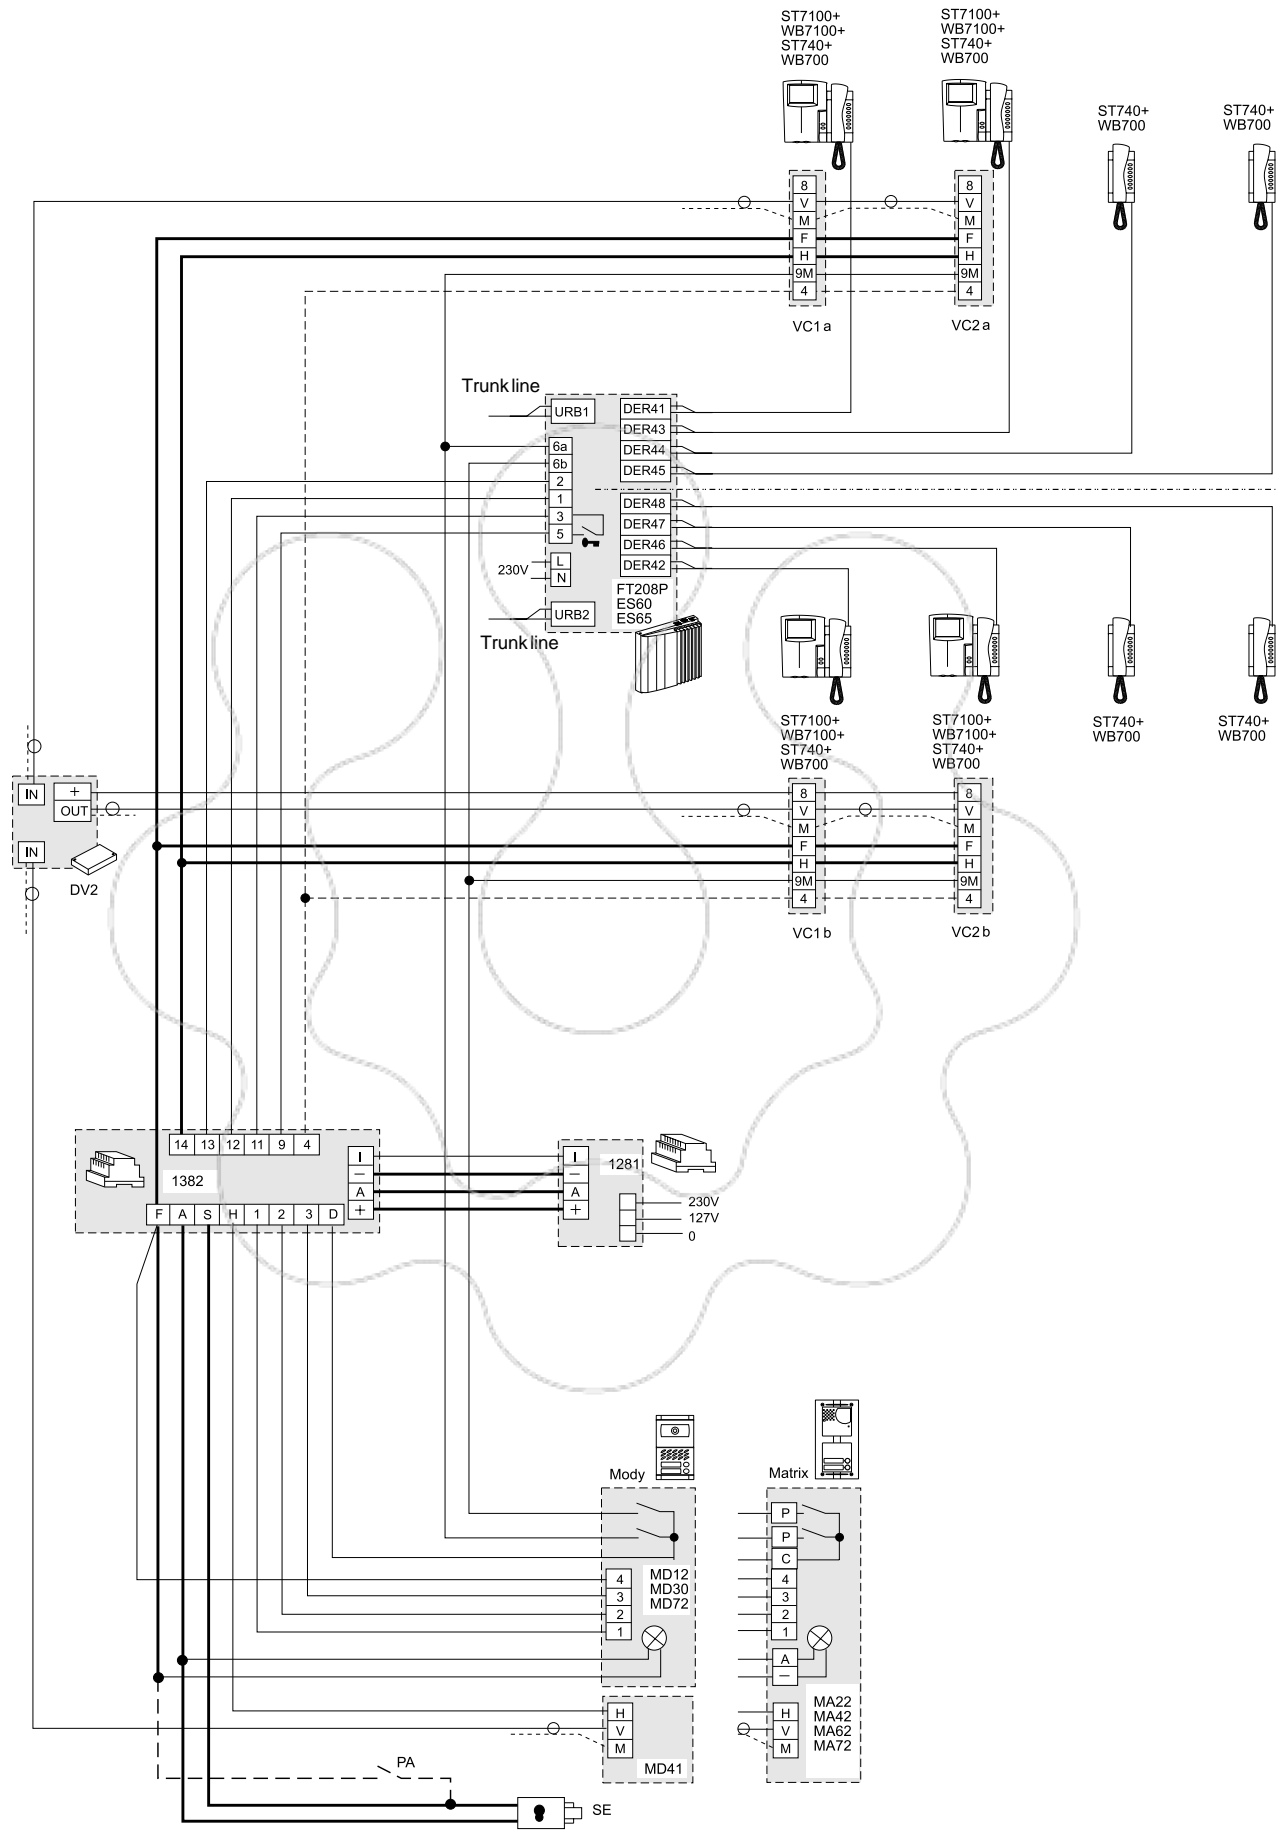 ST7100+
WB7100+
ST740+
WB700
ST7100+
WB7100+
ST740+
WB700
ST740+
WB700
ST740+
WB700
8
V
M
F
H
9M
4
VC1 a
8
V
M
F
H
9M
4
VC2 a
Trunk line
URB1
6a
6b
2
1
3
5
230V
L
N
URB2
Trunk line
DER41
DER43
DER44
DER45
DER48
DER47
DER46
DER42
FT208P
ES60
ES65
ST7100+
WB7100+
ST740+
WB700
ST7100+
WB7100+
ST740+
WB700
ST740+
WB700
ST740+
WB700
IN
+
OUT
IN
DV2
8
V
M
F
H
9M
4
VC1 b
8
V
M
F
H
9M
4
VC2 b
14 13 12 11 9 4
1382
I
—
A
+
F A S H 1 2 3 D
I
—
A
+
1281
230V
127V
0
Mody
MD12
MD30
MD72
4
3
2
1
H
V
M
MD41
Matrix
P
P
C
4
3
2
1
A
—
H
V
M
MA22
MA42
MA62
MA72
PA
SE